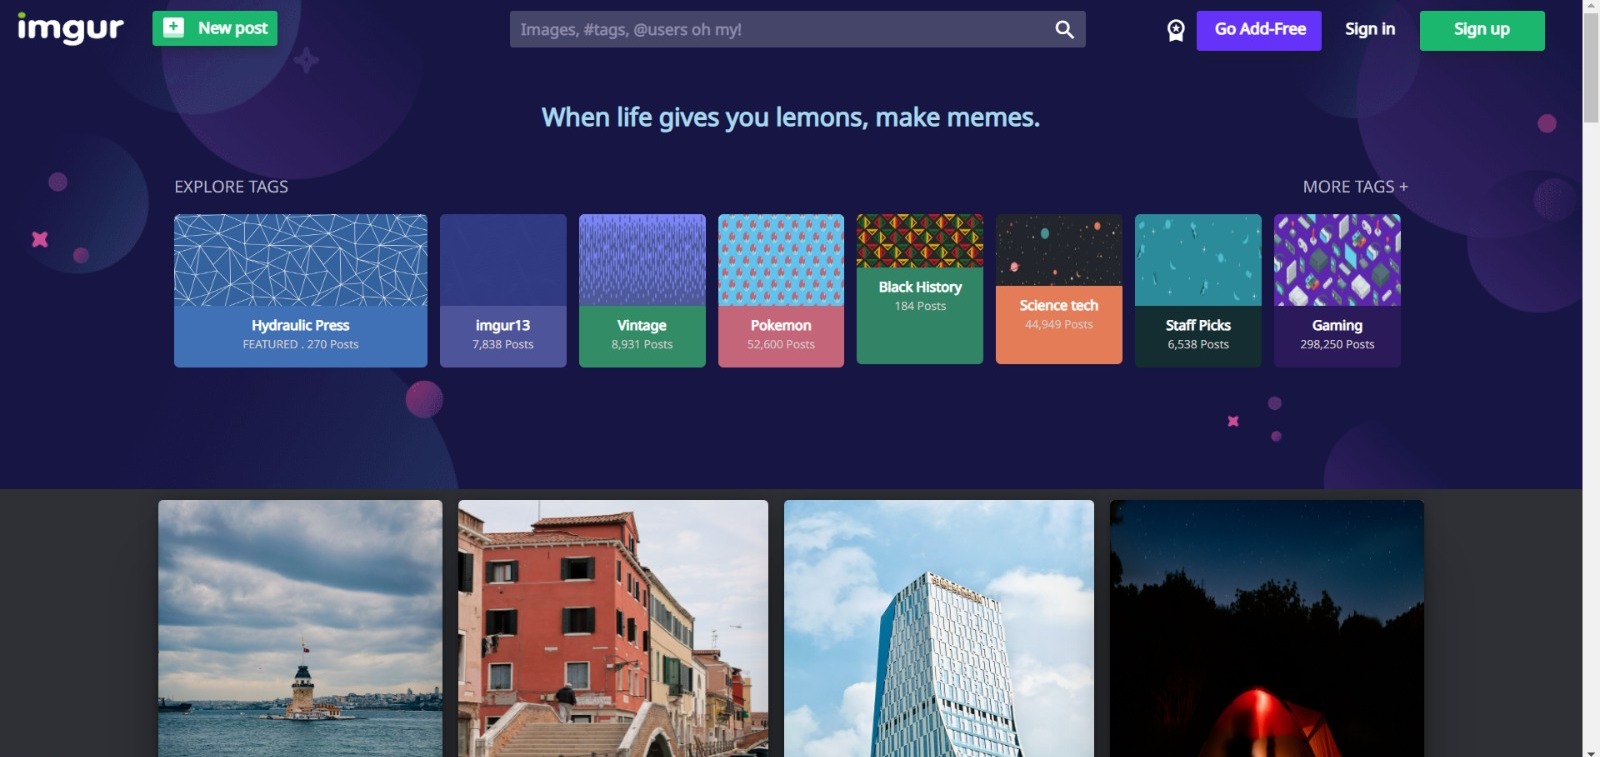 imgur
New post
Images, #tags, @users oh my!
Go Add-Free
Sign in
Sign up
When life gives you lemons, make memes.
EXPLORE TAGS
MORE TAGS +
Hydraulic Press
FEATURED . 270 Posts
imgur13
7,838 Posts
Vintage
8,931 Posts
Pokemon
52,600 Posts
Black History
184 Posts
Science tech
44,949 Posts
Staff Picks
6,538 Posts
Gaming
298,250 Posts